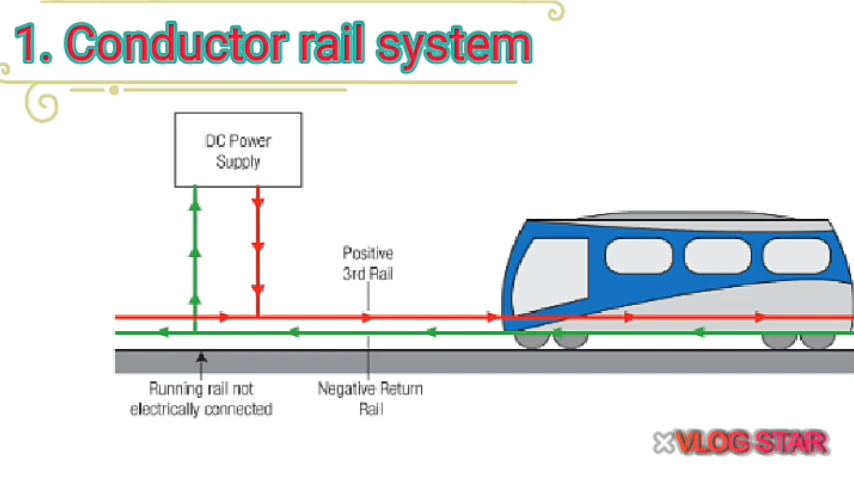 1. Conductor rail system
DC Power
Supply
Positive
3rd Rail
Running rail not
electrically connected
Negative Return
Rail
×VLOG STAR